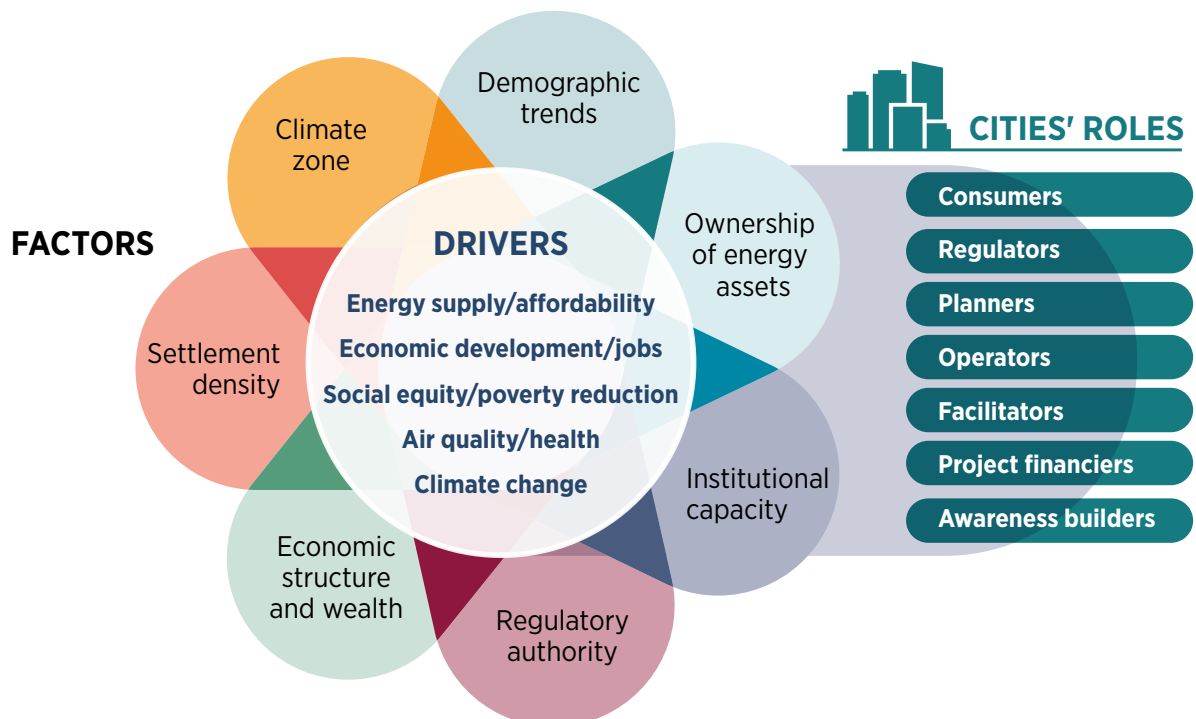 FACTORS
Climate
zone
Demographic
trends
Ownership
of energy
assets
Institutional
capacity
Regulatory
authority
Economic
structure
and wealth
Settlement
density
DRIVERS
Energy supply/affordability
Economic development/jobs
Social equity/poverty reduction
Air quality/health
Climate change
CITIES' ROLES
Consumers
Regulators
Planners
Operators
Facilitators
Project financiers
Awareness builders